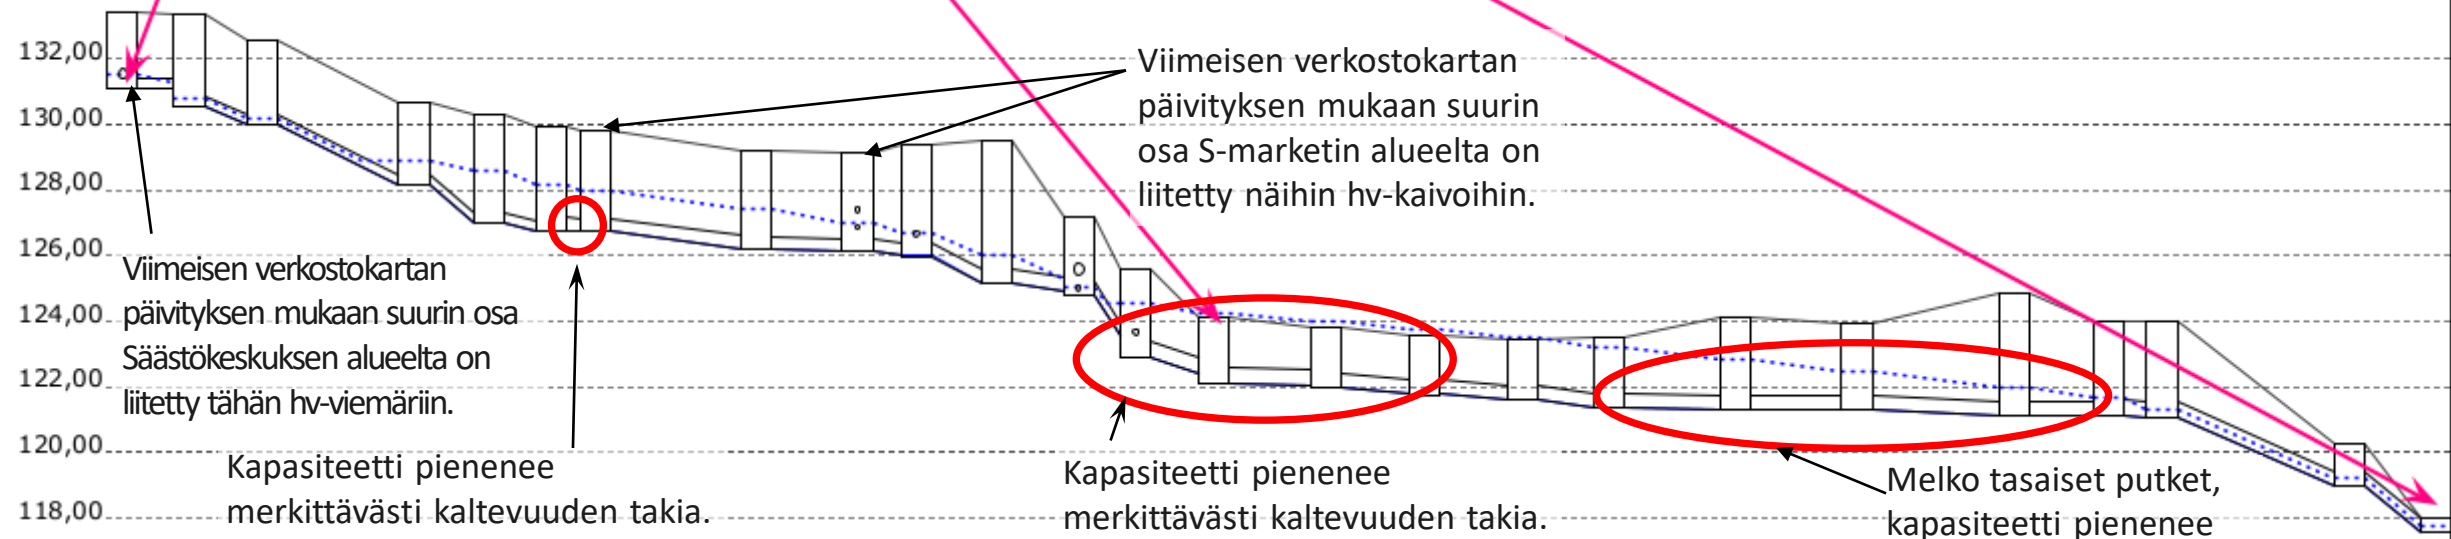 132,00
130,00
128,00
126,00
124,00
122,00
120,00
118,00
Viimeisen verkostokartan
päivityksen mukaan suurin
osa S-marketin alueelta on
liitetty näihin hv-kaivoihin.
Viimeisen verkostokartan
päivityksen mukaan suurin osa
Säästökeskuksen alueelta on
liitetty tähän hv-viemäriin.
Kapasiteetti pienenee
merkittävästi kaltevuuden takia.
Kapasiteetti pienenee
merkittävästi kaltevuuden takia.
Melko tasaiset putket,
kapasiteetti pienenee